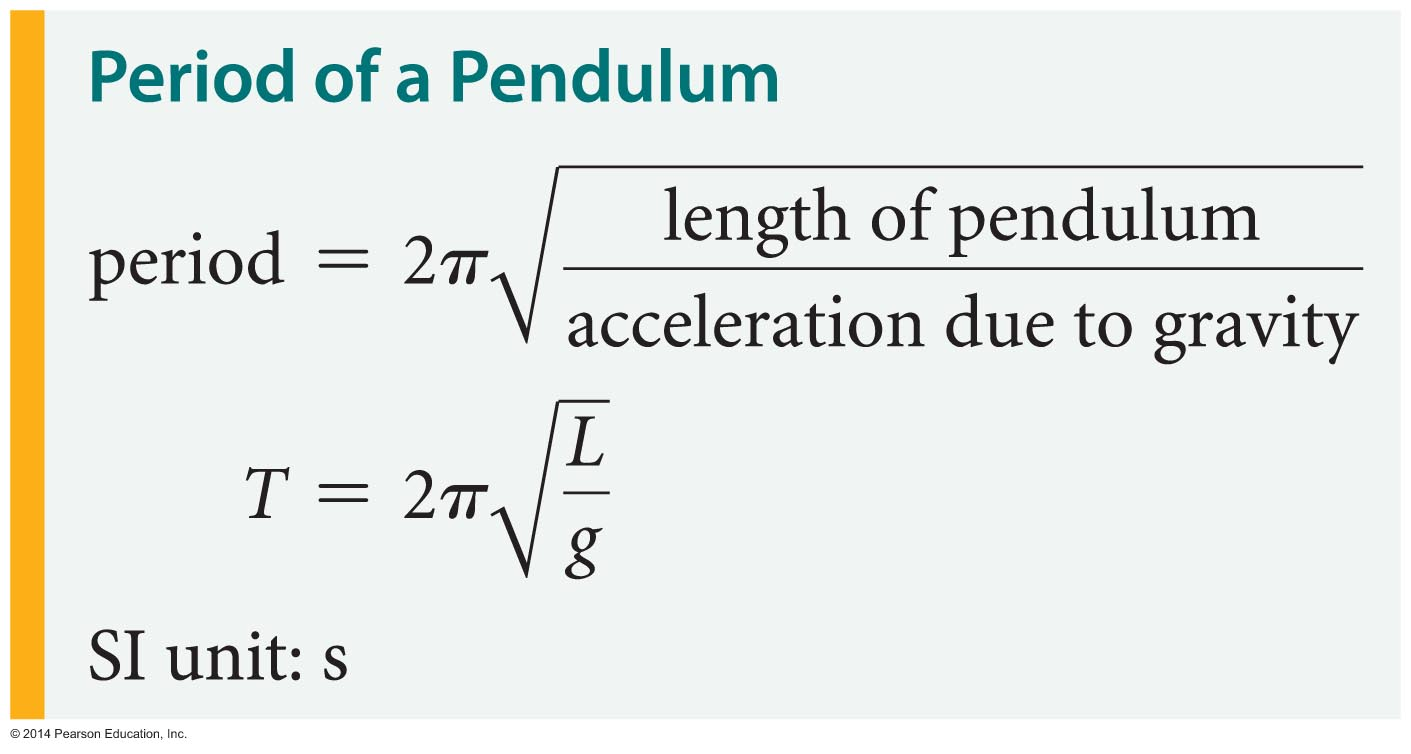 Period of a Pendulum
period = 2π√(length of pendulum / acceleration due to gravity)
T = 2π√(L / g)
SI unit: s
© 2014 Pearson Education, Inc.